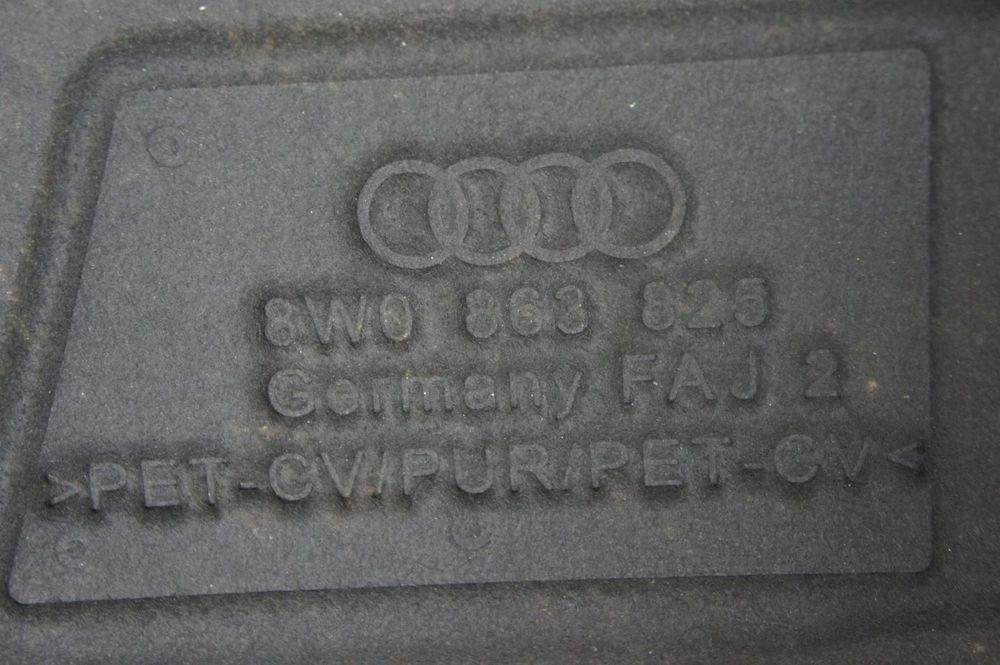 8W0 863 825
Germany FAJ 2
>PET-CV/PUR/PET-CV<